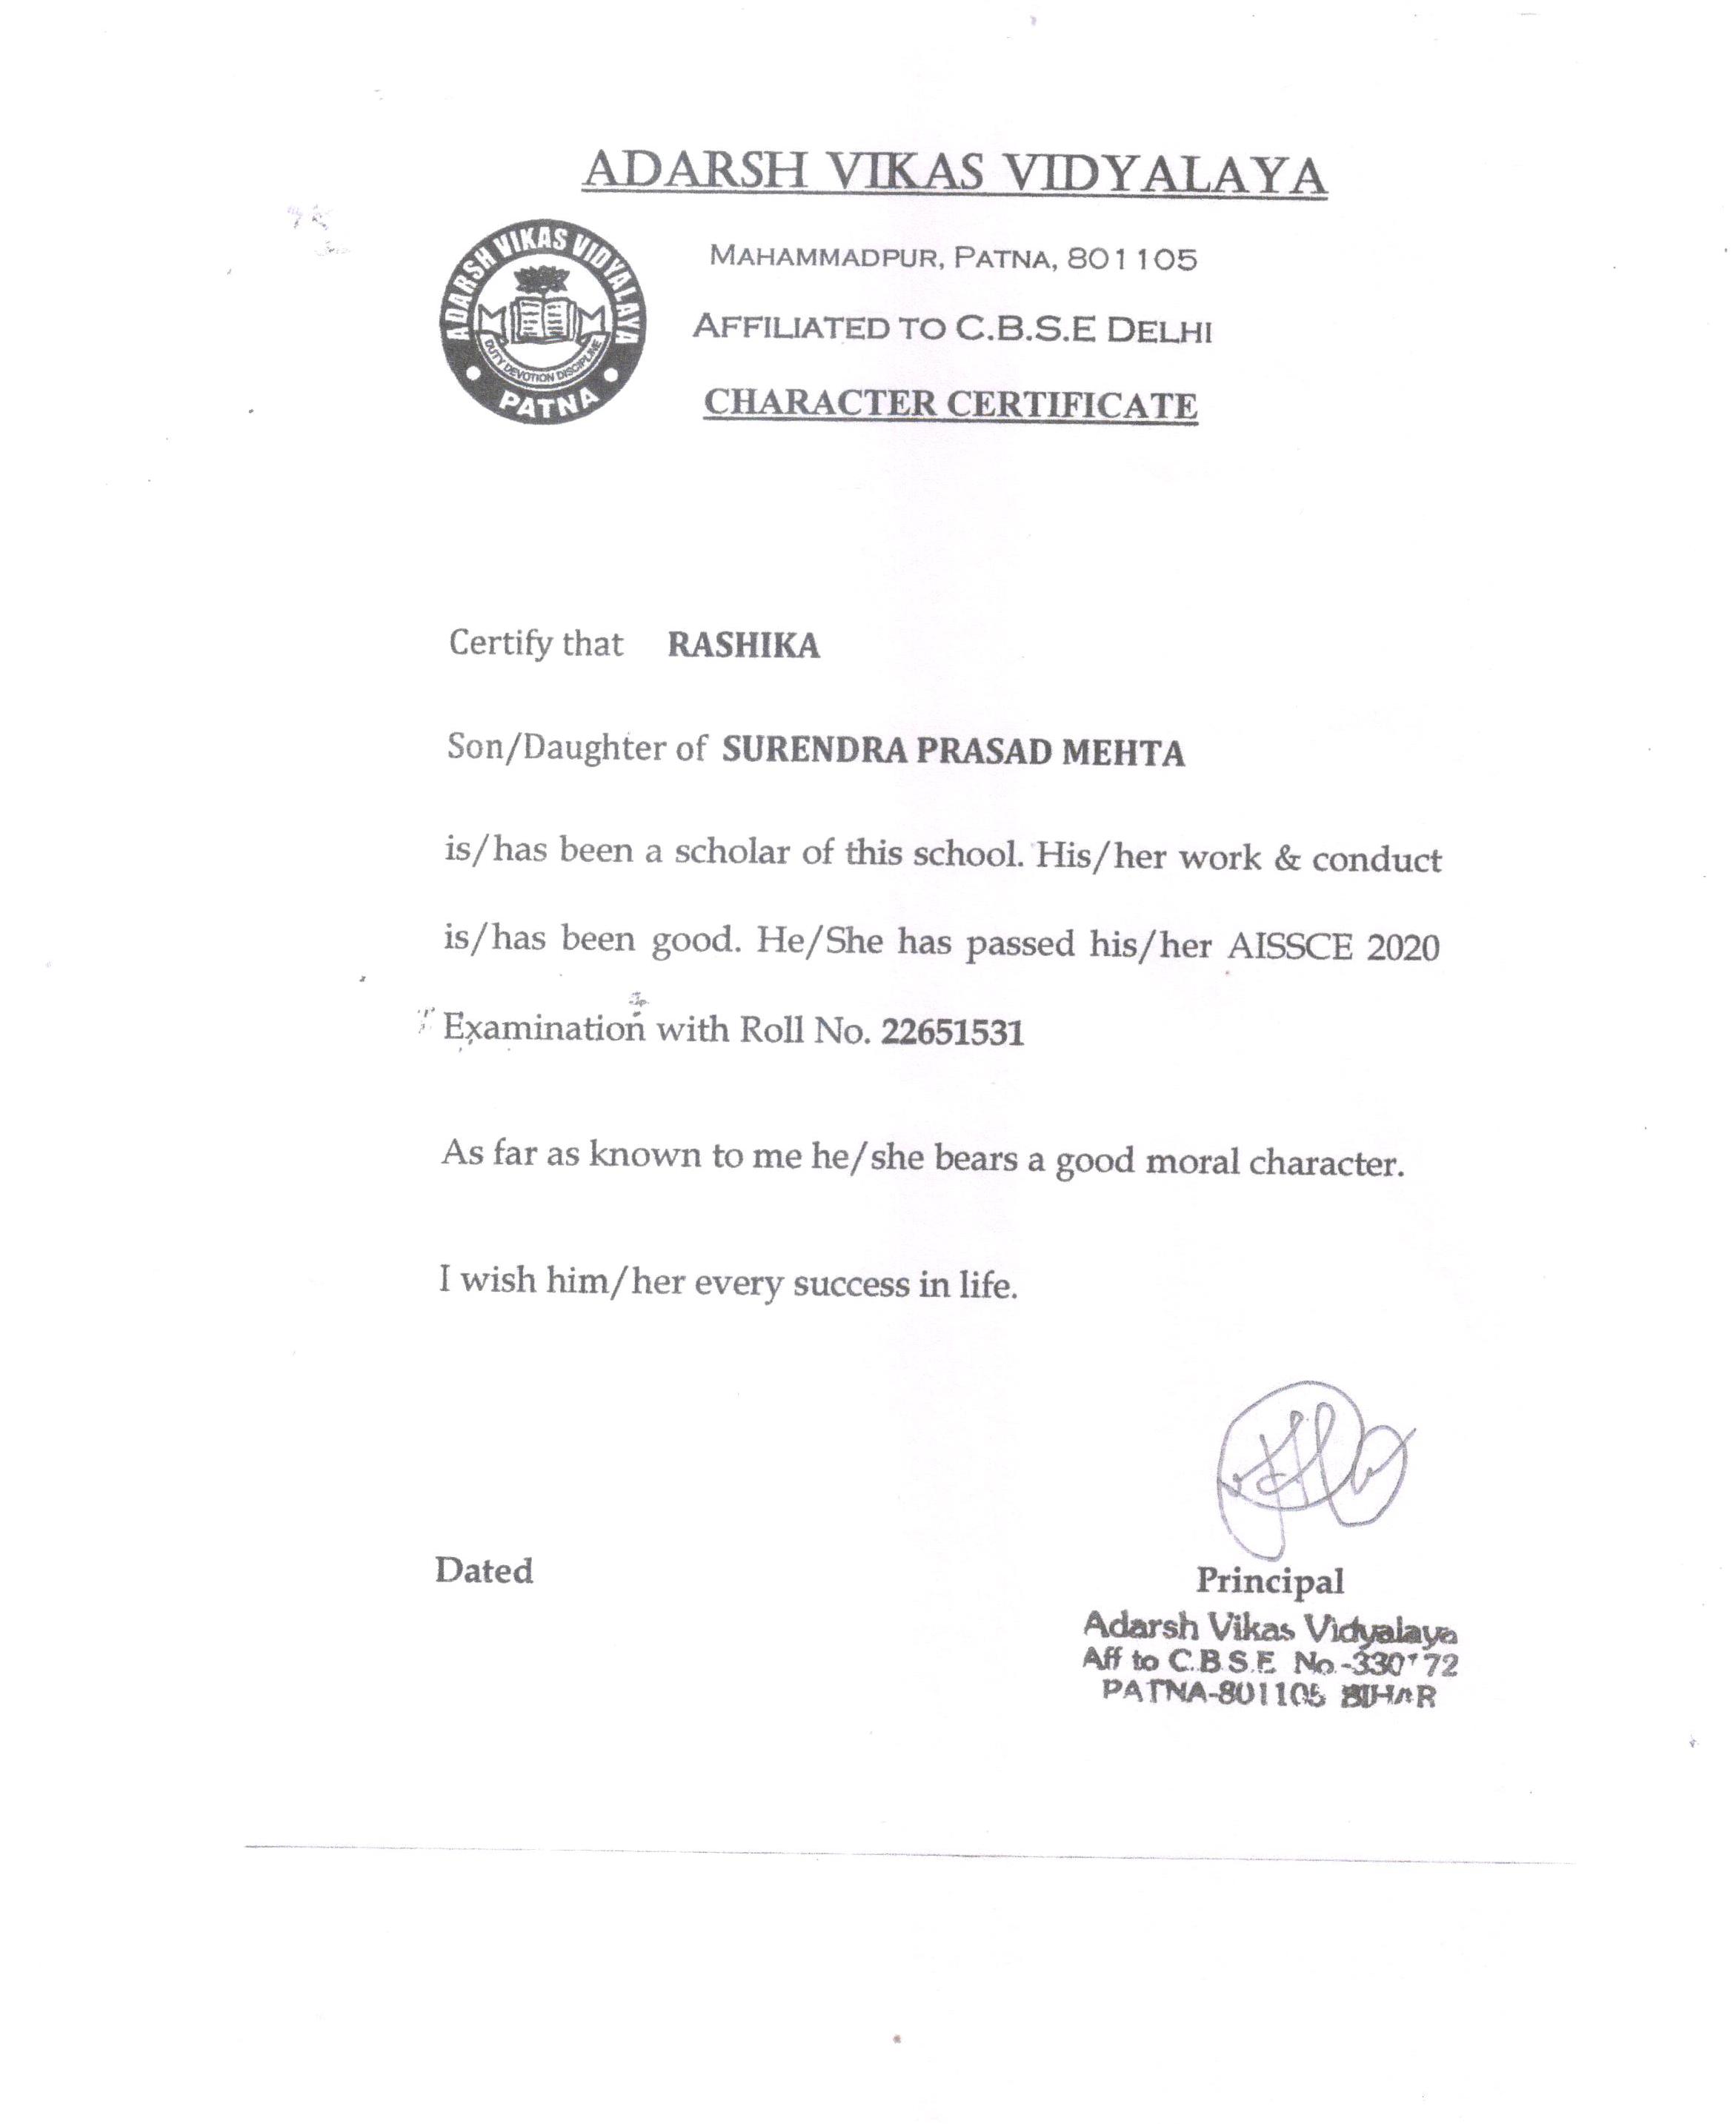 ADARSH VIKAS VIDYALAYA
ADARSH VIKAS VIDYALAYA
DUTY DEVOTION DISCIPLINE
PATNA
MAHAMMADPUR, PATNA, 801105
AFFILIATED TO C.B.S.E DELHI
CHARACTER CERTIFICATE
Certify that RASHIKA
Son/Daughter of SURENDRA PRASAD MEHTA
is/has been a scholar of this school. His/her work & conduct
is/has been good. He/She has passed his/her AISSCE 2020
Examination with Roll No. 22651531
As far as known to me he/she bears a good moral character.
I wish him/her every success in life.
Dated
Principal
Adarsh Vikas Vidyalaya
Aff to C.B.S.E No.-330172
PATNA-801105 BIHAR